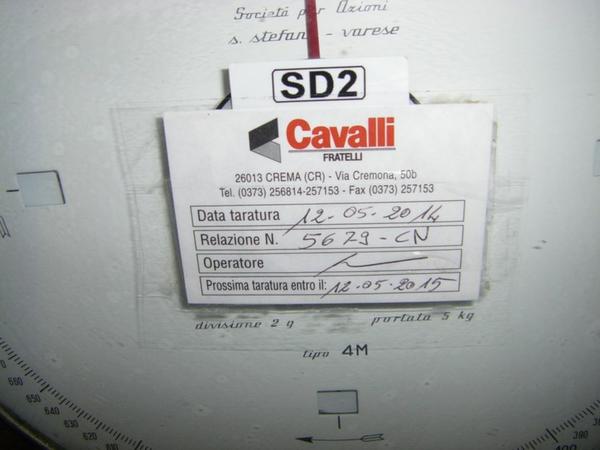 Società per Azioni
s. stefano - varese
SD2
Cavalli
FRATELLI
26013 CREMA (CR) - Via Cremona, 50b
Tel. (0373) 256814-257153 - Fax (0373) 257153
Data taratura 12-05-2014
Relazione N. 5679-CN
Operatore
Prossima taratura entro il: 12-05-2015
divisione 2 g portata 5 kg
tipo 4M
660
650
640
630
620
610
390
400